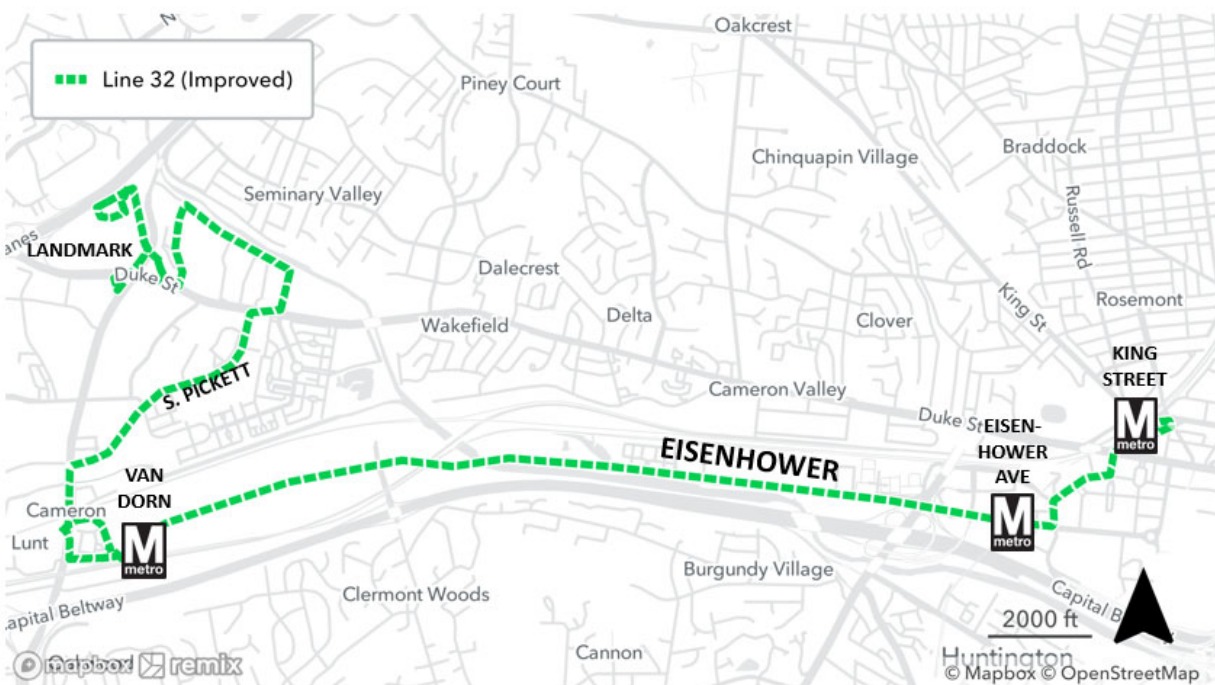 Line 32 (Improved)
Oakcrest
Piney Court
Chinquapin Village
Braddock
Seminary Valley
Russell Rd
anes
LANDMARK
Duke St
Dalecrest
Wakefield
Delta
Clover
King St
Rosemont
KING
STREET
M
metro
S. PICKETT
Cameron Valley
Duke St
EISEN-
HOWER
AVE
M
metro
EISENHOWER
VAN
DORN
M
metro
Cameron
Lunt
Burgundy Village
Clermont Woods
apital Beltway
Capital B
2000 ft
Cannon
Huntington
mapbox
remix
© Mapbox © OpenStreetMap